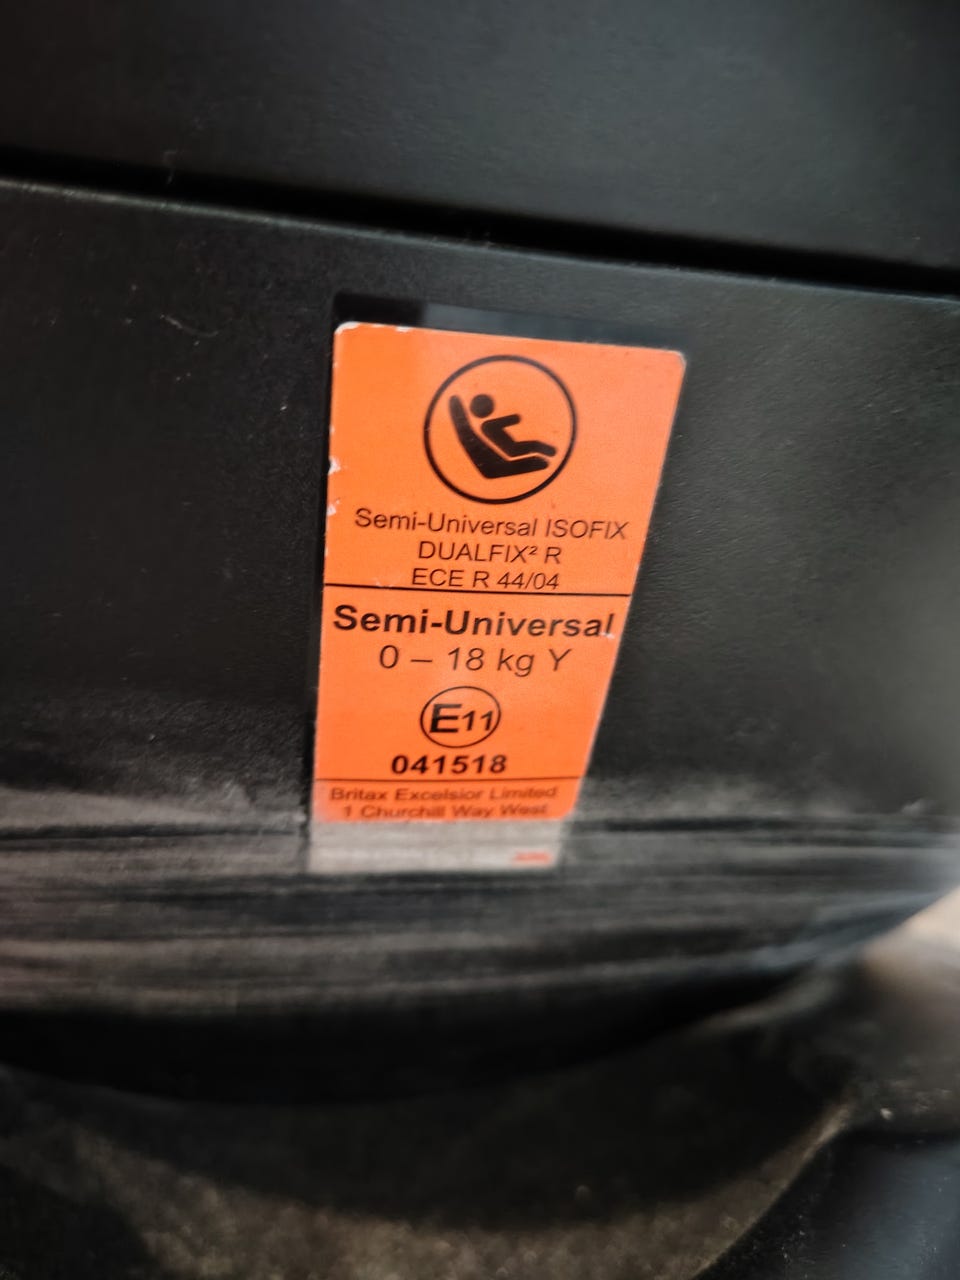 Semi-Universal ISOFIX
DUALFIX² R
ECE R 44/04
Semi-Universal
0 – 18 kg Y
E11
041518
Britax Excelsior Limited
1 Churchill Way West